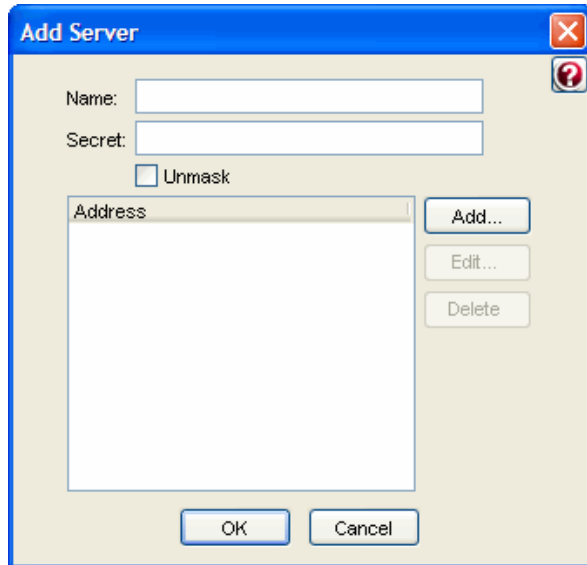 Add Server
Name:
Secret:
Unmask
Address
Add...
Edit...
Delete
OK
Cancel